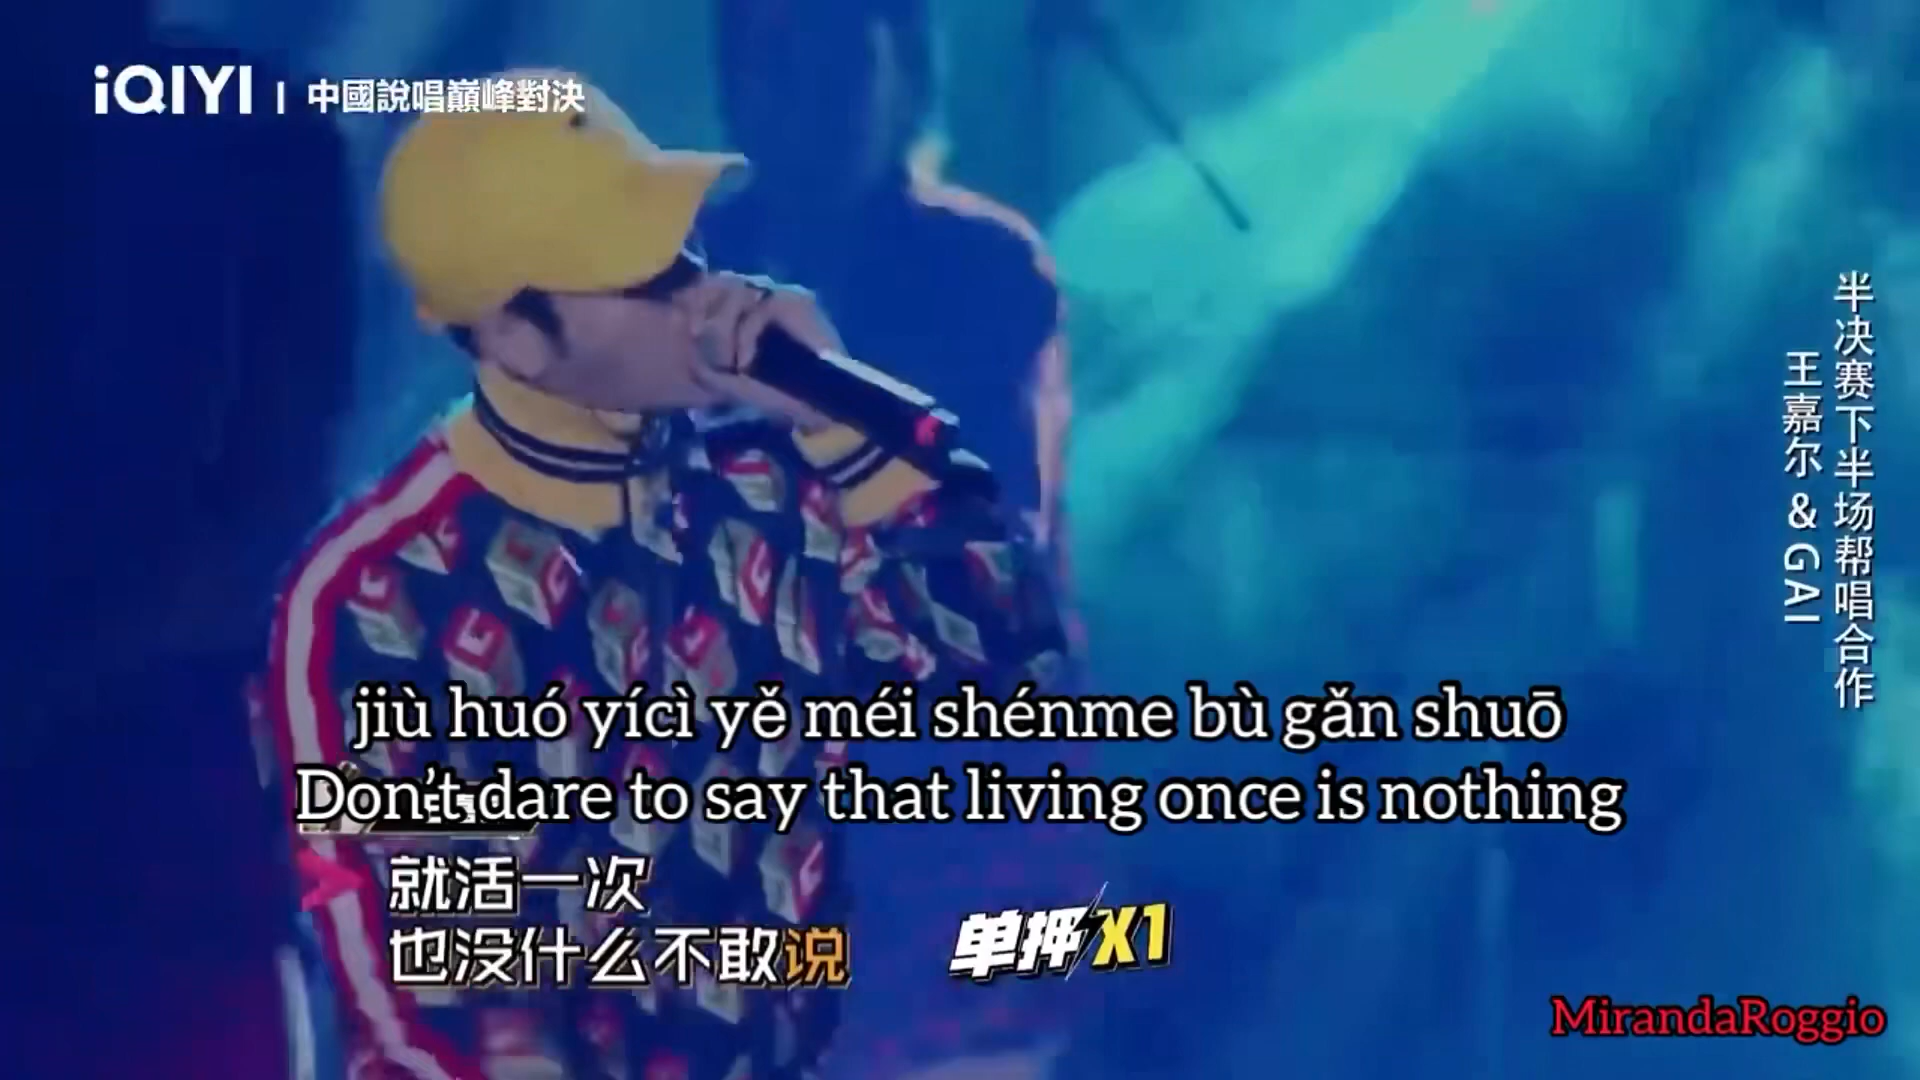 iQIYI | 中國說唱巔峰對決
半决赛下半场帮唱合作
王嘉尔 & GAI
jiù huó yícì yě méi shénme bù gǎn shuō
Don't dare to say that living once is nothing
就活一次
也没什么不敢说
单押X1
MirandaRoggio